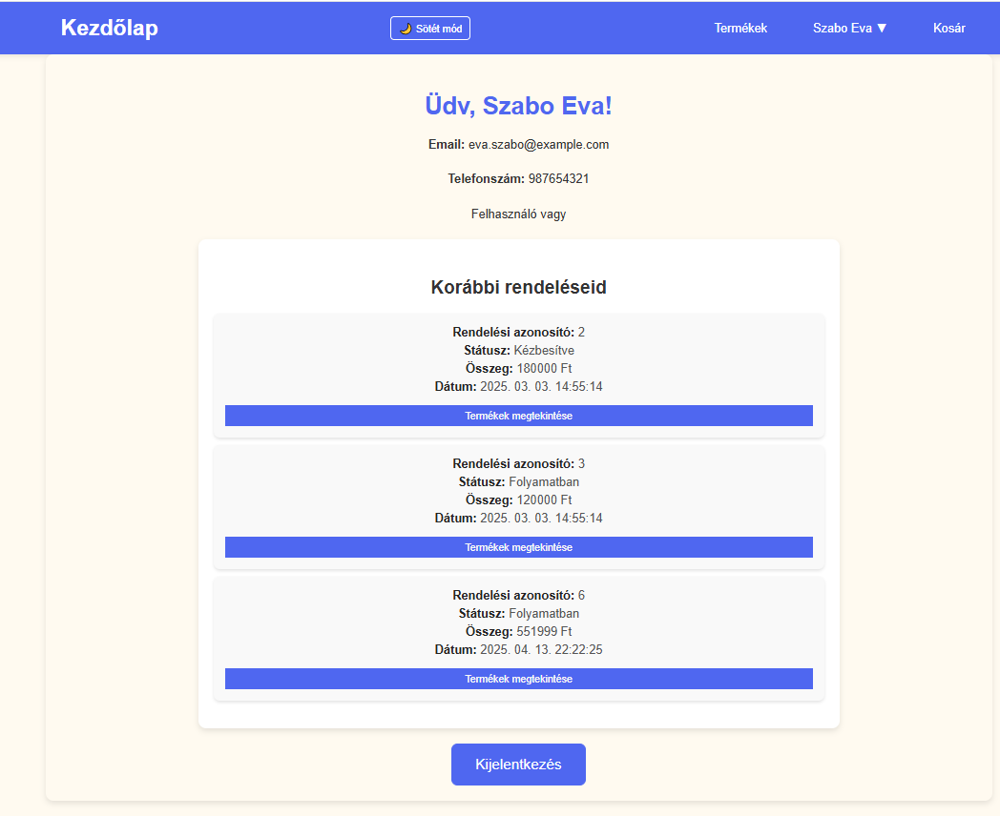 Kezdőlap
🌙 Sötét mód
Termékek
Szabo Eva ▼
Kosár
Üdv, Szabo Eva!
Email: eva.szabo@example.com
Telefonszám: 987654321
Felhasználó vagy
Korábbi rendeléseid
Rendelési azonosító: 2
Státusz: Kézbesítve
Összeg: 180000 Ft
Dátum: 2025. 03. 03. 14:55:14
Termékek megtekintése
Rendelési azonosító: 3
Státusz: Folyamatban
Összeg: 120000 Ft
Dátum: 2025. 03. 03. 14:55:14
Termékek megtekintése
Rendelési azonosító: 6
Státusz: Folyamatban
Összeg: 551999 Ft
Dátum: 2025. 04. 13. 22:22:25
Termékek megtekintése
Kijelentkezés